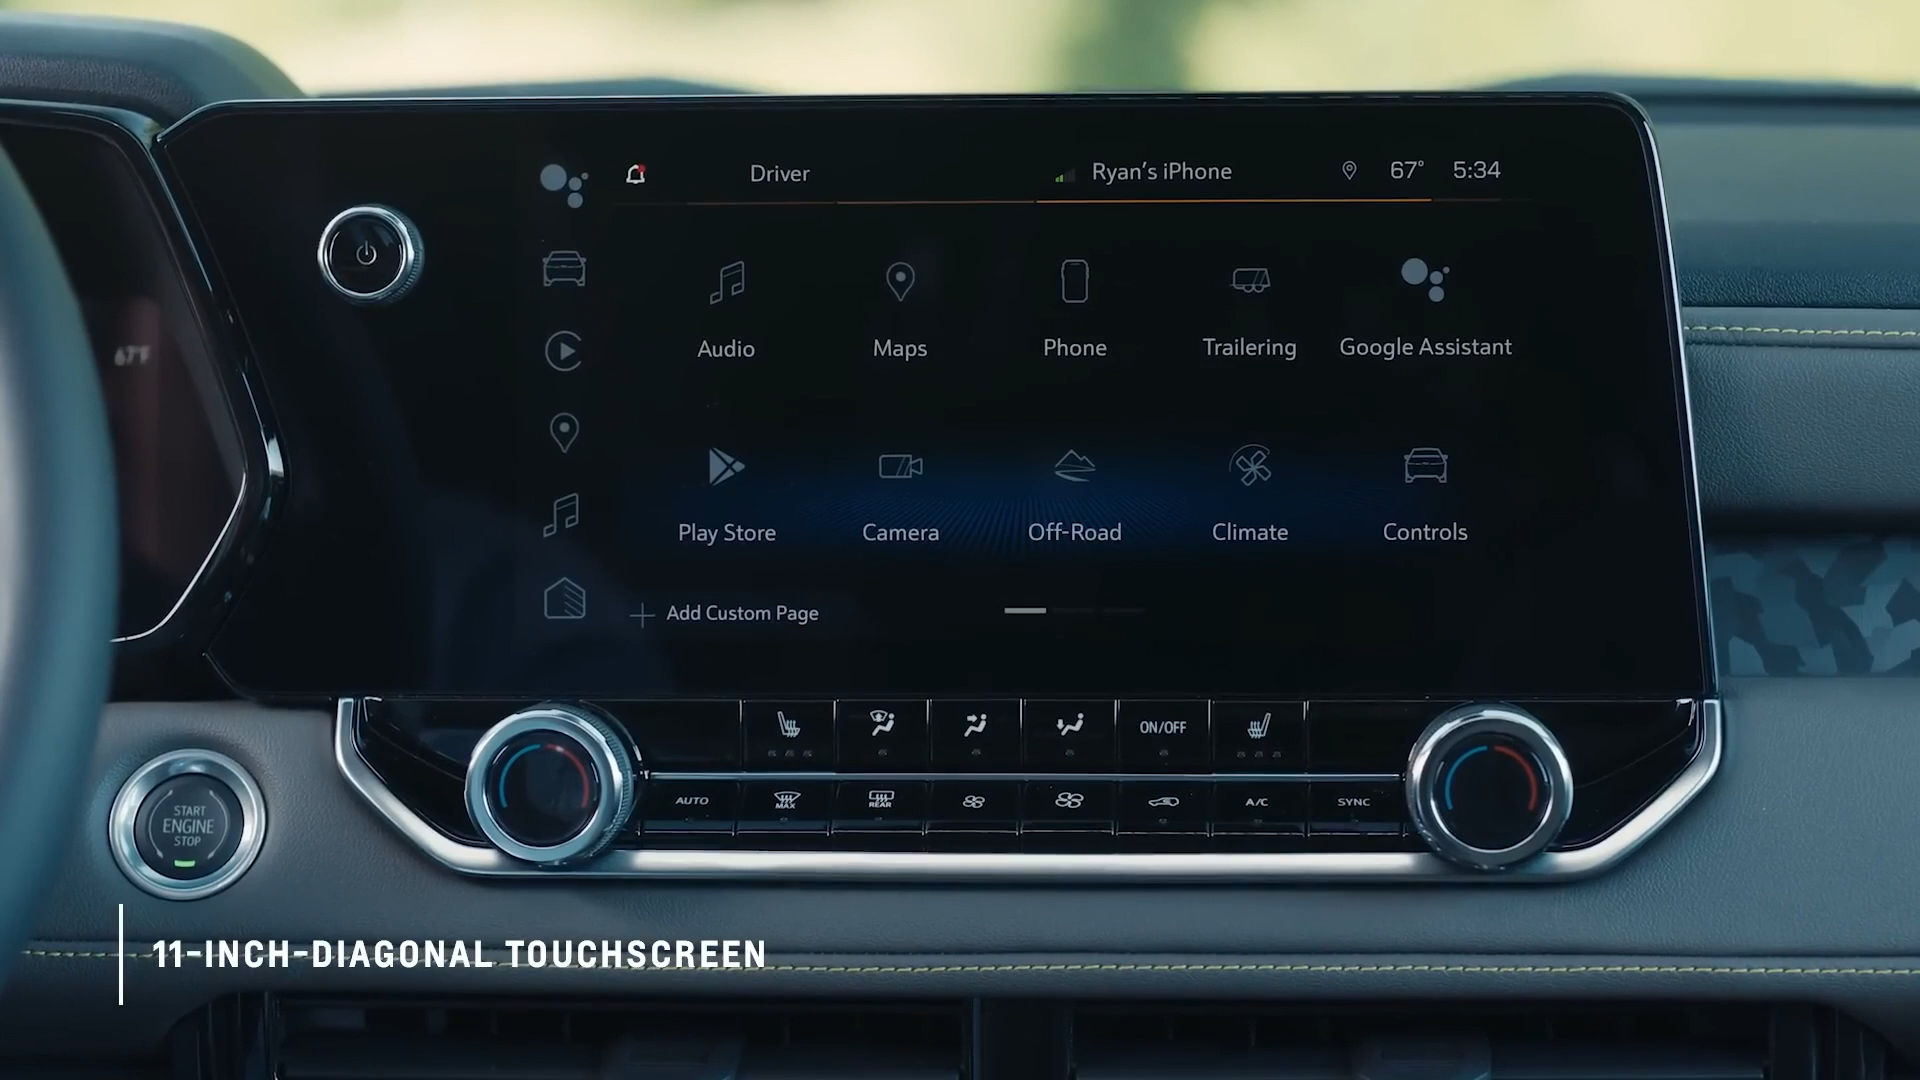 Driver
Ryan's iPhone
67°
5:34
Audio
Maps
Phone
Trailering
Google Assistant
67°F
Play Store
Camera
Off-Road
Climate
Controls
Add Custom Page
ON/OFF
AUTO
MAX
REAR
A/C
SYNC
START
ENGINE
STOP
11-INCH-DIAGONAL TOUCHSCREEN